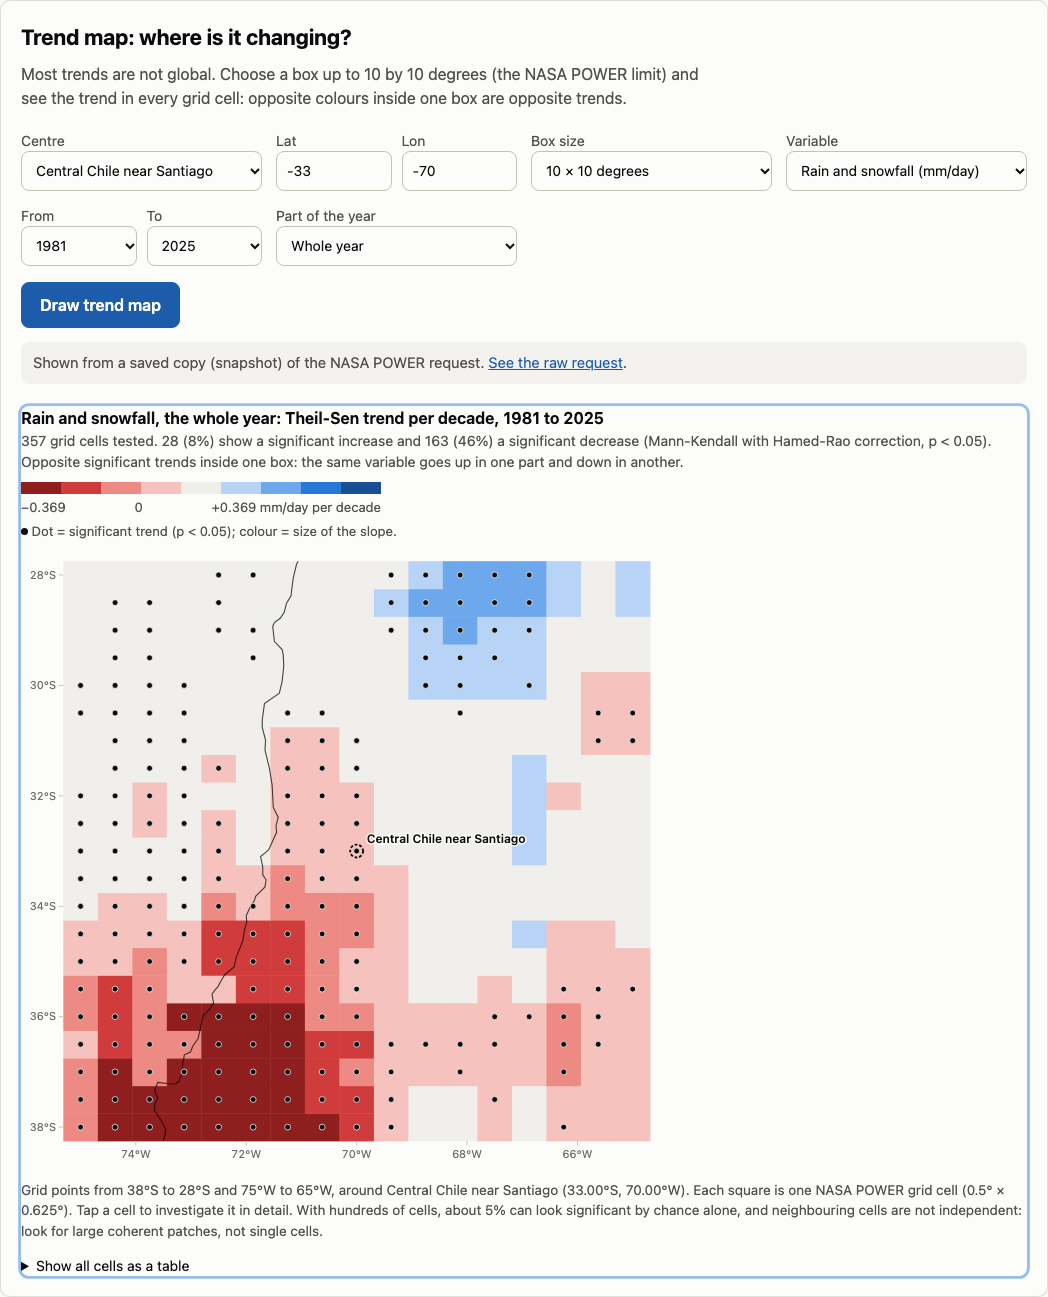 Trend map: where is it changing?
Most trends are not global. Choose a box up to 10 by 10 degrees (the NASA POWER limit) and
see the trend in every grid cell: opposite colours inside one box are opposite trends.
Centre
Lat
Lon
Box size
Variable
Central Chile near Santiago
-33
-70
10 × 10 degrees
Rain and snowfall (mm/day)
From
To
Part of the year
1981
2025
Whole year
Draw trend map
Shown from a saved copy (snapshot) of the NASA POWER request. See the raw request.
Rain and snowfall, the whole year: Theil-Sen trend per decade, 1981 to 2025
357 grid cells tested. 28 (8%) show a significant increase and 163 (46%) a significant decrease (Mann-Kendall with Hamed-Rao correction, p < 0.05).
Opposite significant trends inside one box: the same variable goes up in one part and down in another.
−0.369
0
+0.369 mm/day per decade
Dot = significant trend (p < 0.05); colour = size of the slope.
28°S
30°S
32°S
Central Chile near Santiago
34°S
36°S
38°S
74°W
72°W
70°W
68°W
66°W
Grid points from 38°S to 28°S and 75°W to 65°W, around Central Chile near Santiago (33.00°S, 70.00°W). Each square is one NASA POWER grid cell (0.5° ×
0.625°). Tap a cell to investigate it in detail. With hundreds of cells, about 5% can look significant by chance alone, and neighbouring cells are not independent:
look for large coherent patches, not single cells.
Show all cells as a table